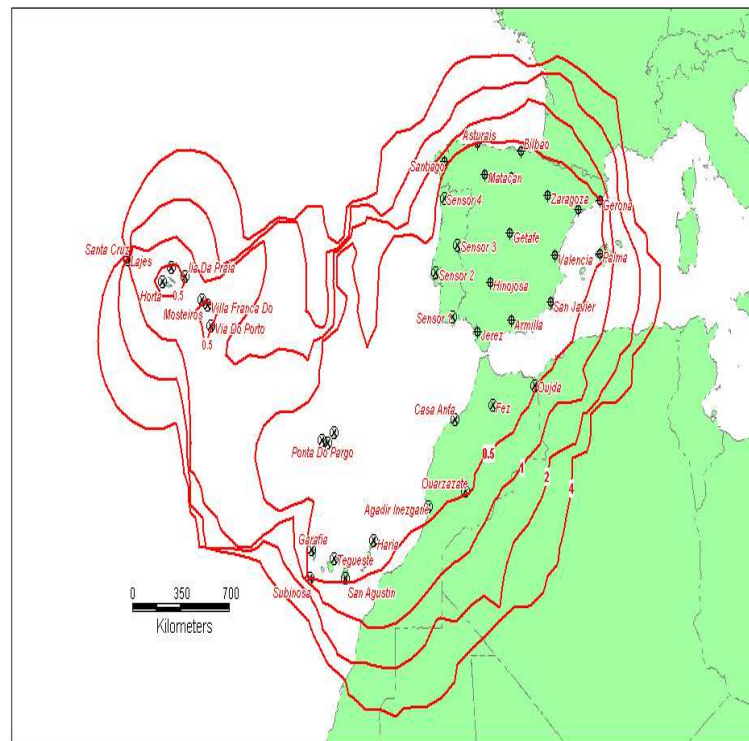 Asturais
Bilbao
Santiago
Matacan
Sensor 4
Zaragoza
Gerona
Getafe
Sensor 3
Santa Cruz
Lajes
Ila Da Praia
Valencia
Palma
Sensor 2
Horta
0.5
Hinojosa
Mosteiros
Villa Franca Do
San Javier
Sensor
Armilla
Via Do Porto
Jerez
0.5
Oujda
Fez
Casa Anfa
Ponta Do Pargo
0.5
1
2
4
Ouarzazate
Agadir Inezgane
Garafia
Haria
Tegueste
Subinosa
San Agustin
0 350 700
Kilometers